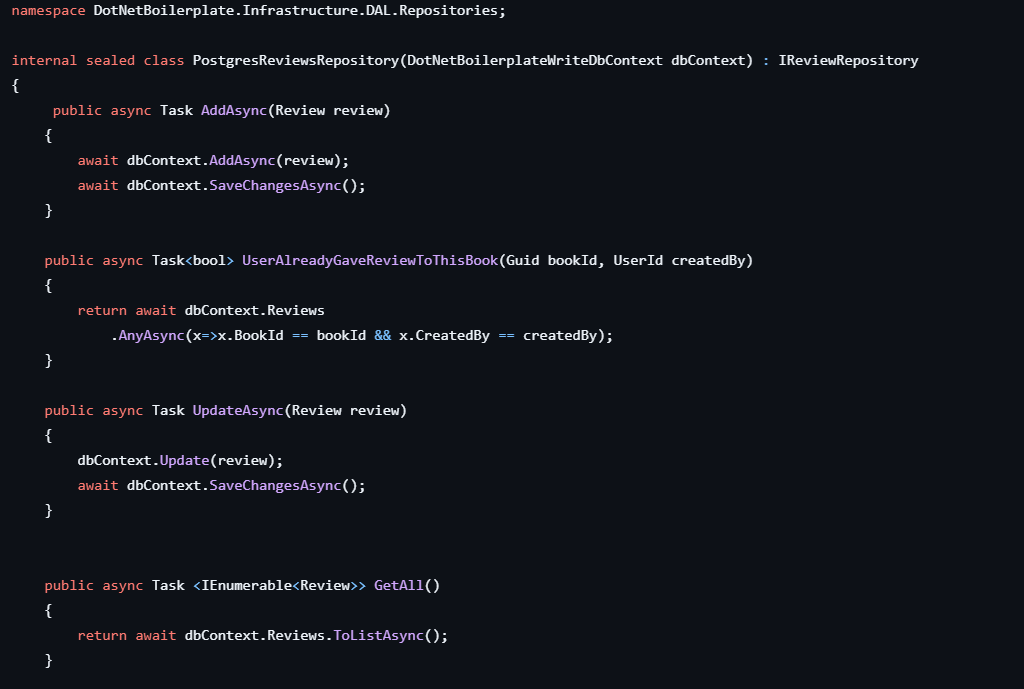 namespace DotNetBoilerplate.Infrastructure.DAL.Repositories;
internal sealed class PostgresReviewsRepository(DotNetBoilerplateWriteDbContext dbContext) : IReviewRepository
{
public async Task AddAsync(Review review)
{
await dbContext.AddAsync(review);
await dbContext.SaveChangesAsync();
}
public async Task<bool> UserAlreadyGaveReviewToThisBook(Guid bookId, UserId createdBy)
{
return await dbContext.Reviews
.AnyAsync(x=>x.BookId == bookId && x.CreatedBy == createdBy);
}
public async Task UpdateAsync(Review review)
{
dbContext.Update(review);
await dbContext.SaveChangesAsync();
}
public async Task <IEnumerable<Review>> GetAll()
{
return await dbContext.Reviews.ToListAsync();
}